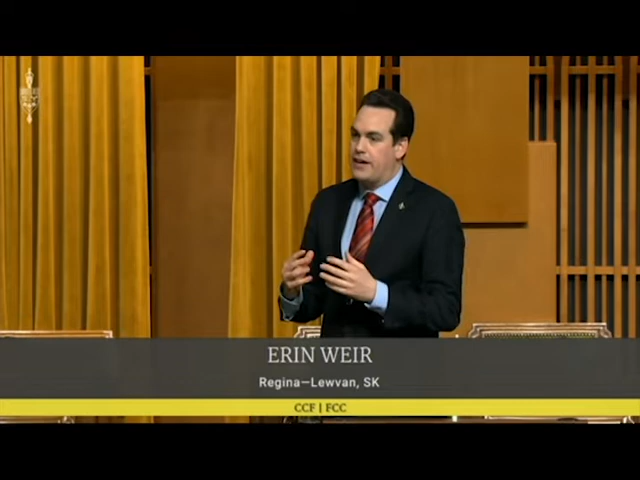 ERIN WEIR
Regina—Lewvan, SK
CCF | FCC